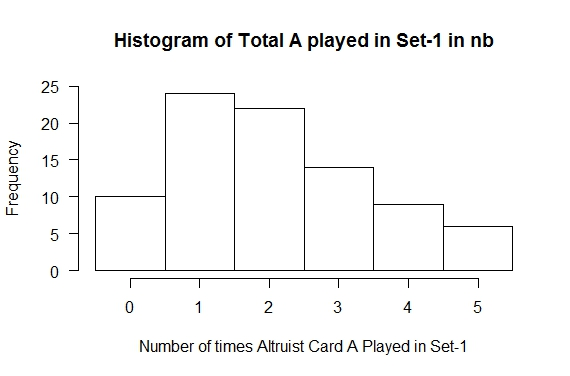 Histogram of Total A played in Set-1 in nb
Frequency
25
20
15
10
5
0
0 1 2 3 4 5
Number of times Altruist Card A Played in Set-1